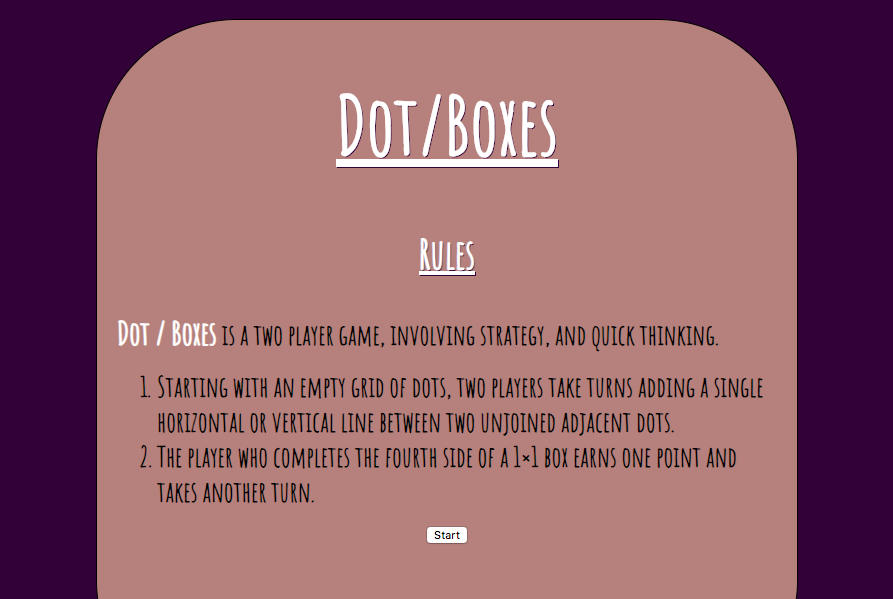 Dot/Boxes
Rules
Dot / Boxes is a two player game, involving strategy, and quick thinking.
1. Starting with an empty grid of dots, two players take turns adding a single
horizontal or vertical line between two unjoined adjacent dots.
2. The player who completes the fourth side of a 1×1 box earns one point and
takes another turn.
Start